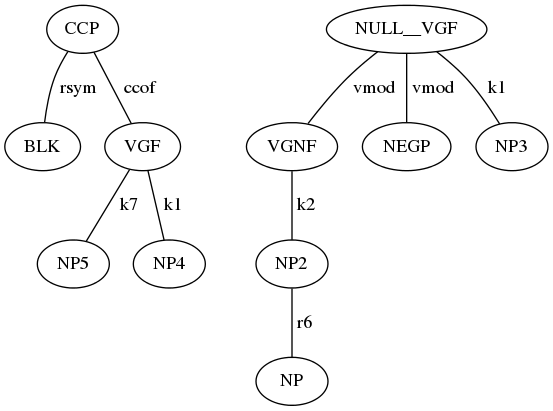 CCP NULL__VGF
rsym ccof vmod vmod k1
BLK VGF VGNF NEGP NP3
k7 k1 k2
NP5 NP4 NP2
r6
NP